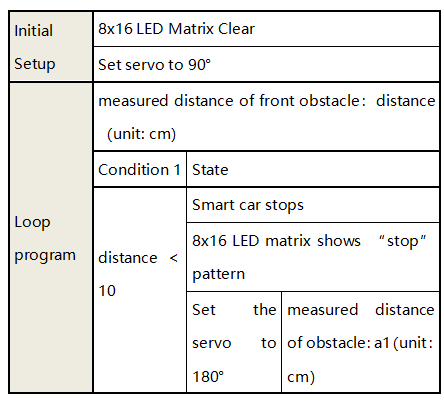 Initial
Setup
8x16 LED Matrix Clear
Set servo to 90°
Loop
program
measured distance of front obstacle: distance
(unit: cm)
Condition 1
State
distance <
10
Smart car stops
8x16 LED matrix shows “stop”
pattern
Set the
servo to
180°
measured distance
of obstacle: a1 (unit:
cm)